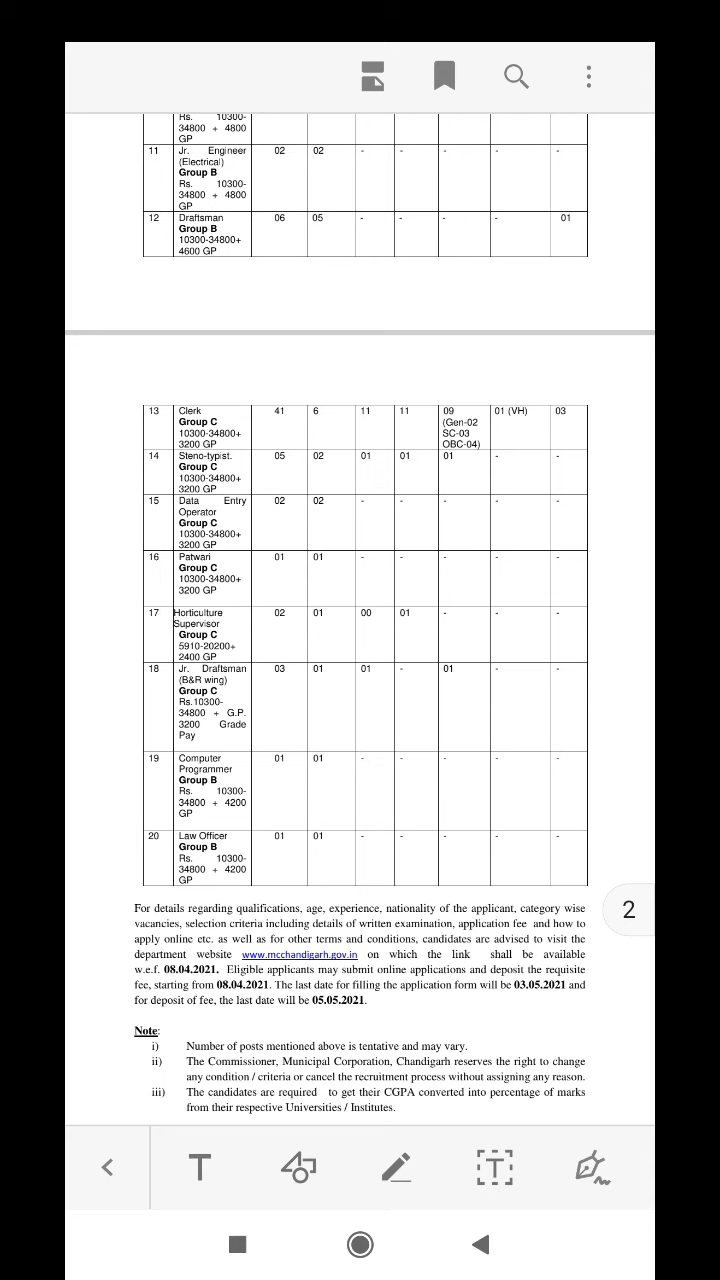 Rs. 10300-
34800 + 4800
GP
11 Jr. Engineer 02 02 - - - - -
(Electrical)
Group B
Rs. 10300-
34800 + 4800
GP
12 Draftsman 06 05 - - - - 01
Group B
10300-34800+
4600 GP
13 Clerk 41 6 11 11 09 01 (VH) 03
Group C (Gen-02
10300-34800+ SC-03
3200 GP OBC-04)
14 Steno-typist. 05 02 01 01 01 - -
Group C
10300-34800+
3200 GP
15 Data Entry 02 02 - - - - -
Operator
Group C
10300-34800+
3200 GP
16 Patwari 01 01 - - - - -
Group C
10300-34800+
3200 GP
17 Horticulture 02 01 00 01 - - -
Supervisor
Group C
5910-20200+
2400 GP
18 Jr. Draftsman 03 01 01 - 01 - -
(B&R wing)
Group C
Rs.10300-
34800 + G.P.
3200 Grade
Pay
19 Computer 01 01 - - - - -
Programmer
Group B
Rs. 10300-
34800 + 4200
GP
20 Law Officer 01 01 - - - - -
Group B
Rs. 10300-
34800 + 4200
GP
2
For details regarding qualifications, age, experience, nationality of the applicant, category wise
vacancies, selection criteria including details of written examination, application fee and how to
apply online etc. as well as for other terms and conditions, candidates are advised to visit the
department website www.mcchandigarh.gov.in on which the link shall be available
w.e.f. 08.04.2021. Eligible applicants may submit online applications and deposit the requisite
fee, starting from 08.04.2021. The last date for filling the application form will be 03.05.2021 and
for deposit of fee, the last date will be 05.05.2021.
Note:
i) Number of posts mentioned above is tentative and may vary.
ii) The Commissioner, Municipal Corporation, Chandigarh reserves the right to change
any condition / criteria or cancel the recruitment process without assigning any reason.
iii) The candidates are required to get their CGPA converted into percentage of marks
from their respective Universities / Institutes.
T
T